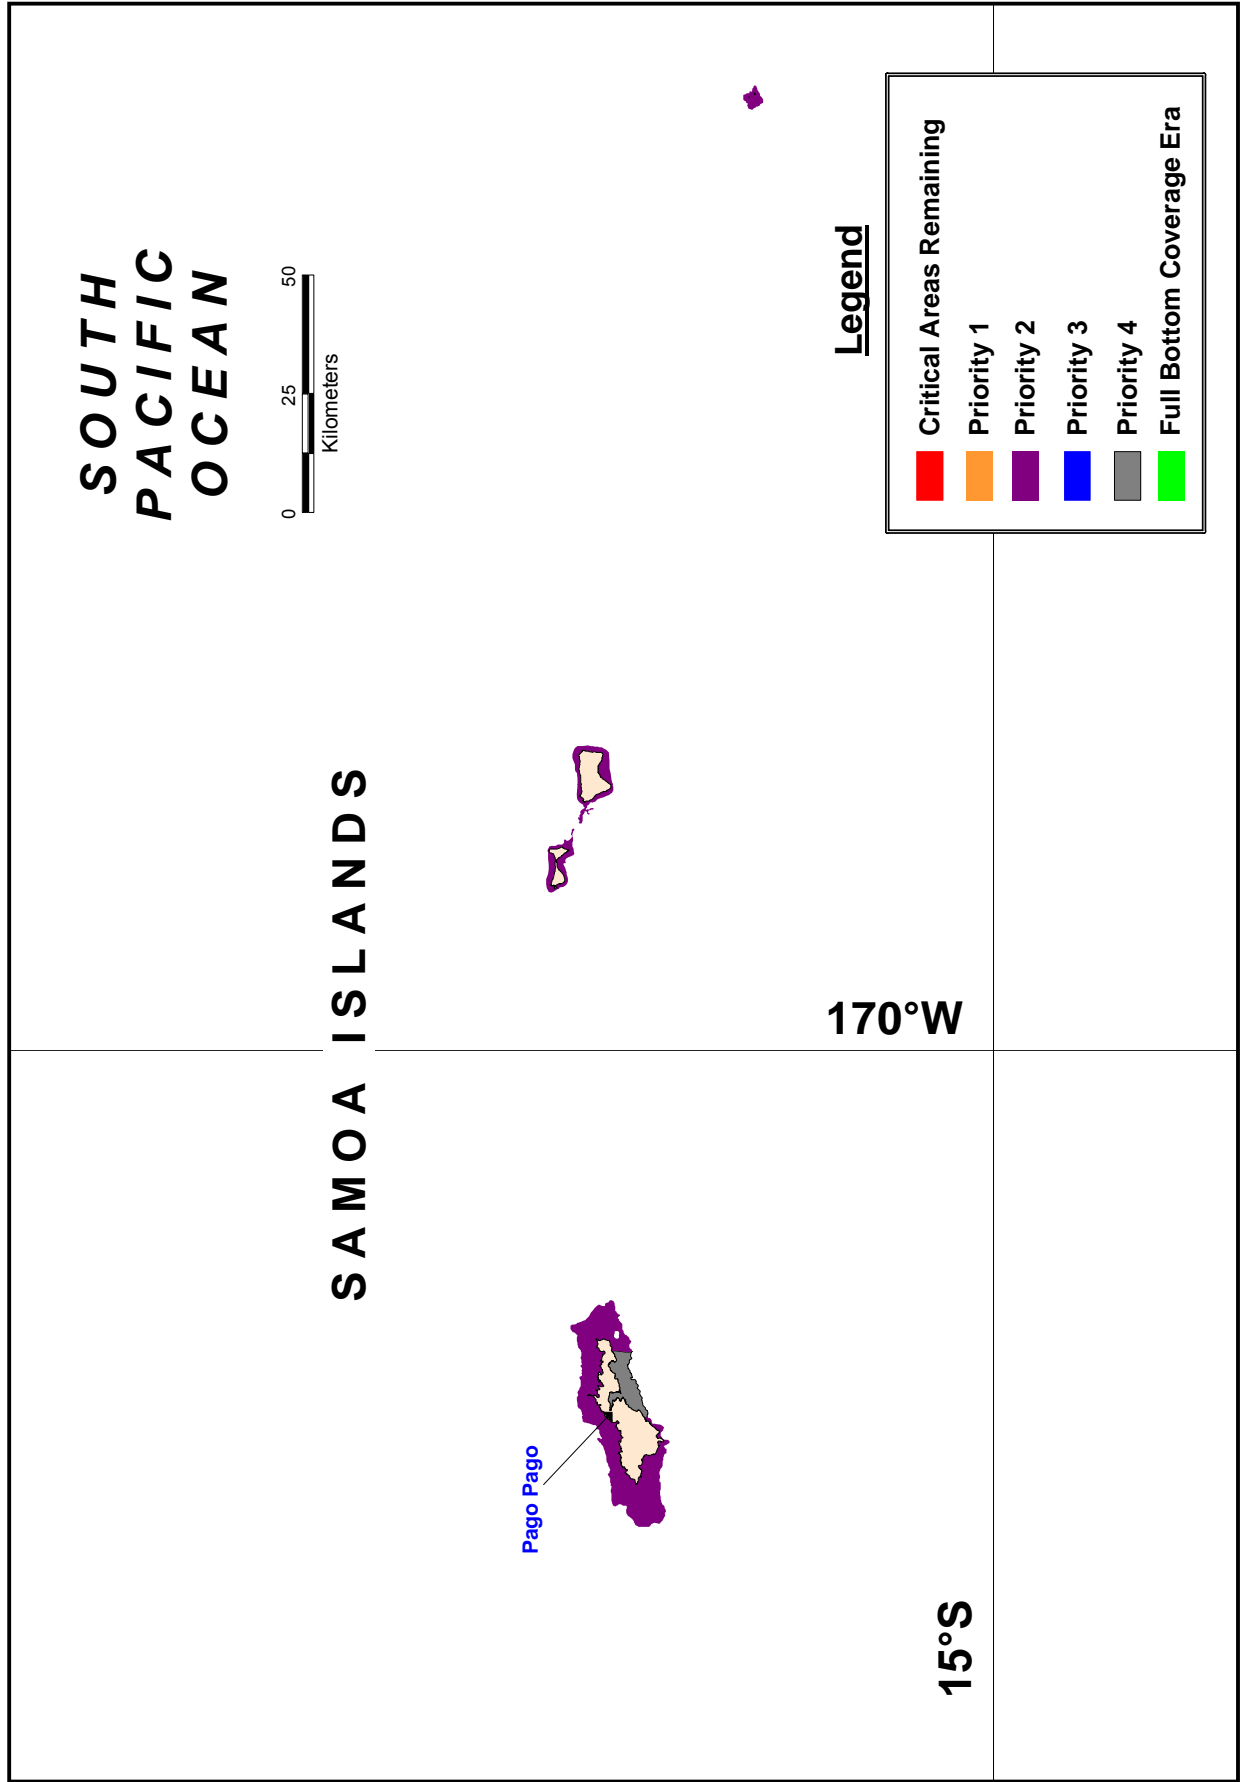 SOUTH
PACIFIC
OCEAN
0 25 50
Kilometers
SAMOA ISLANDS
Pago Pago
170°W
15°S
Legend
Critical Areas Remaining
Priority 1
Priority 2
Priority 3
Priority 4
Full Bottom Coverage Era